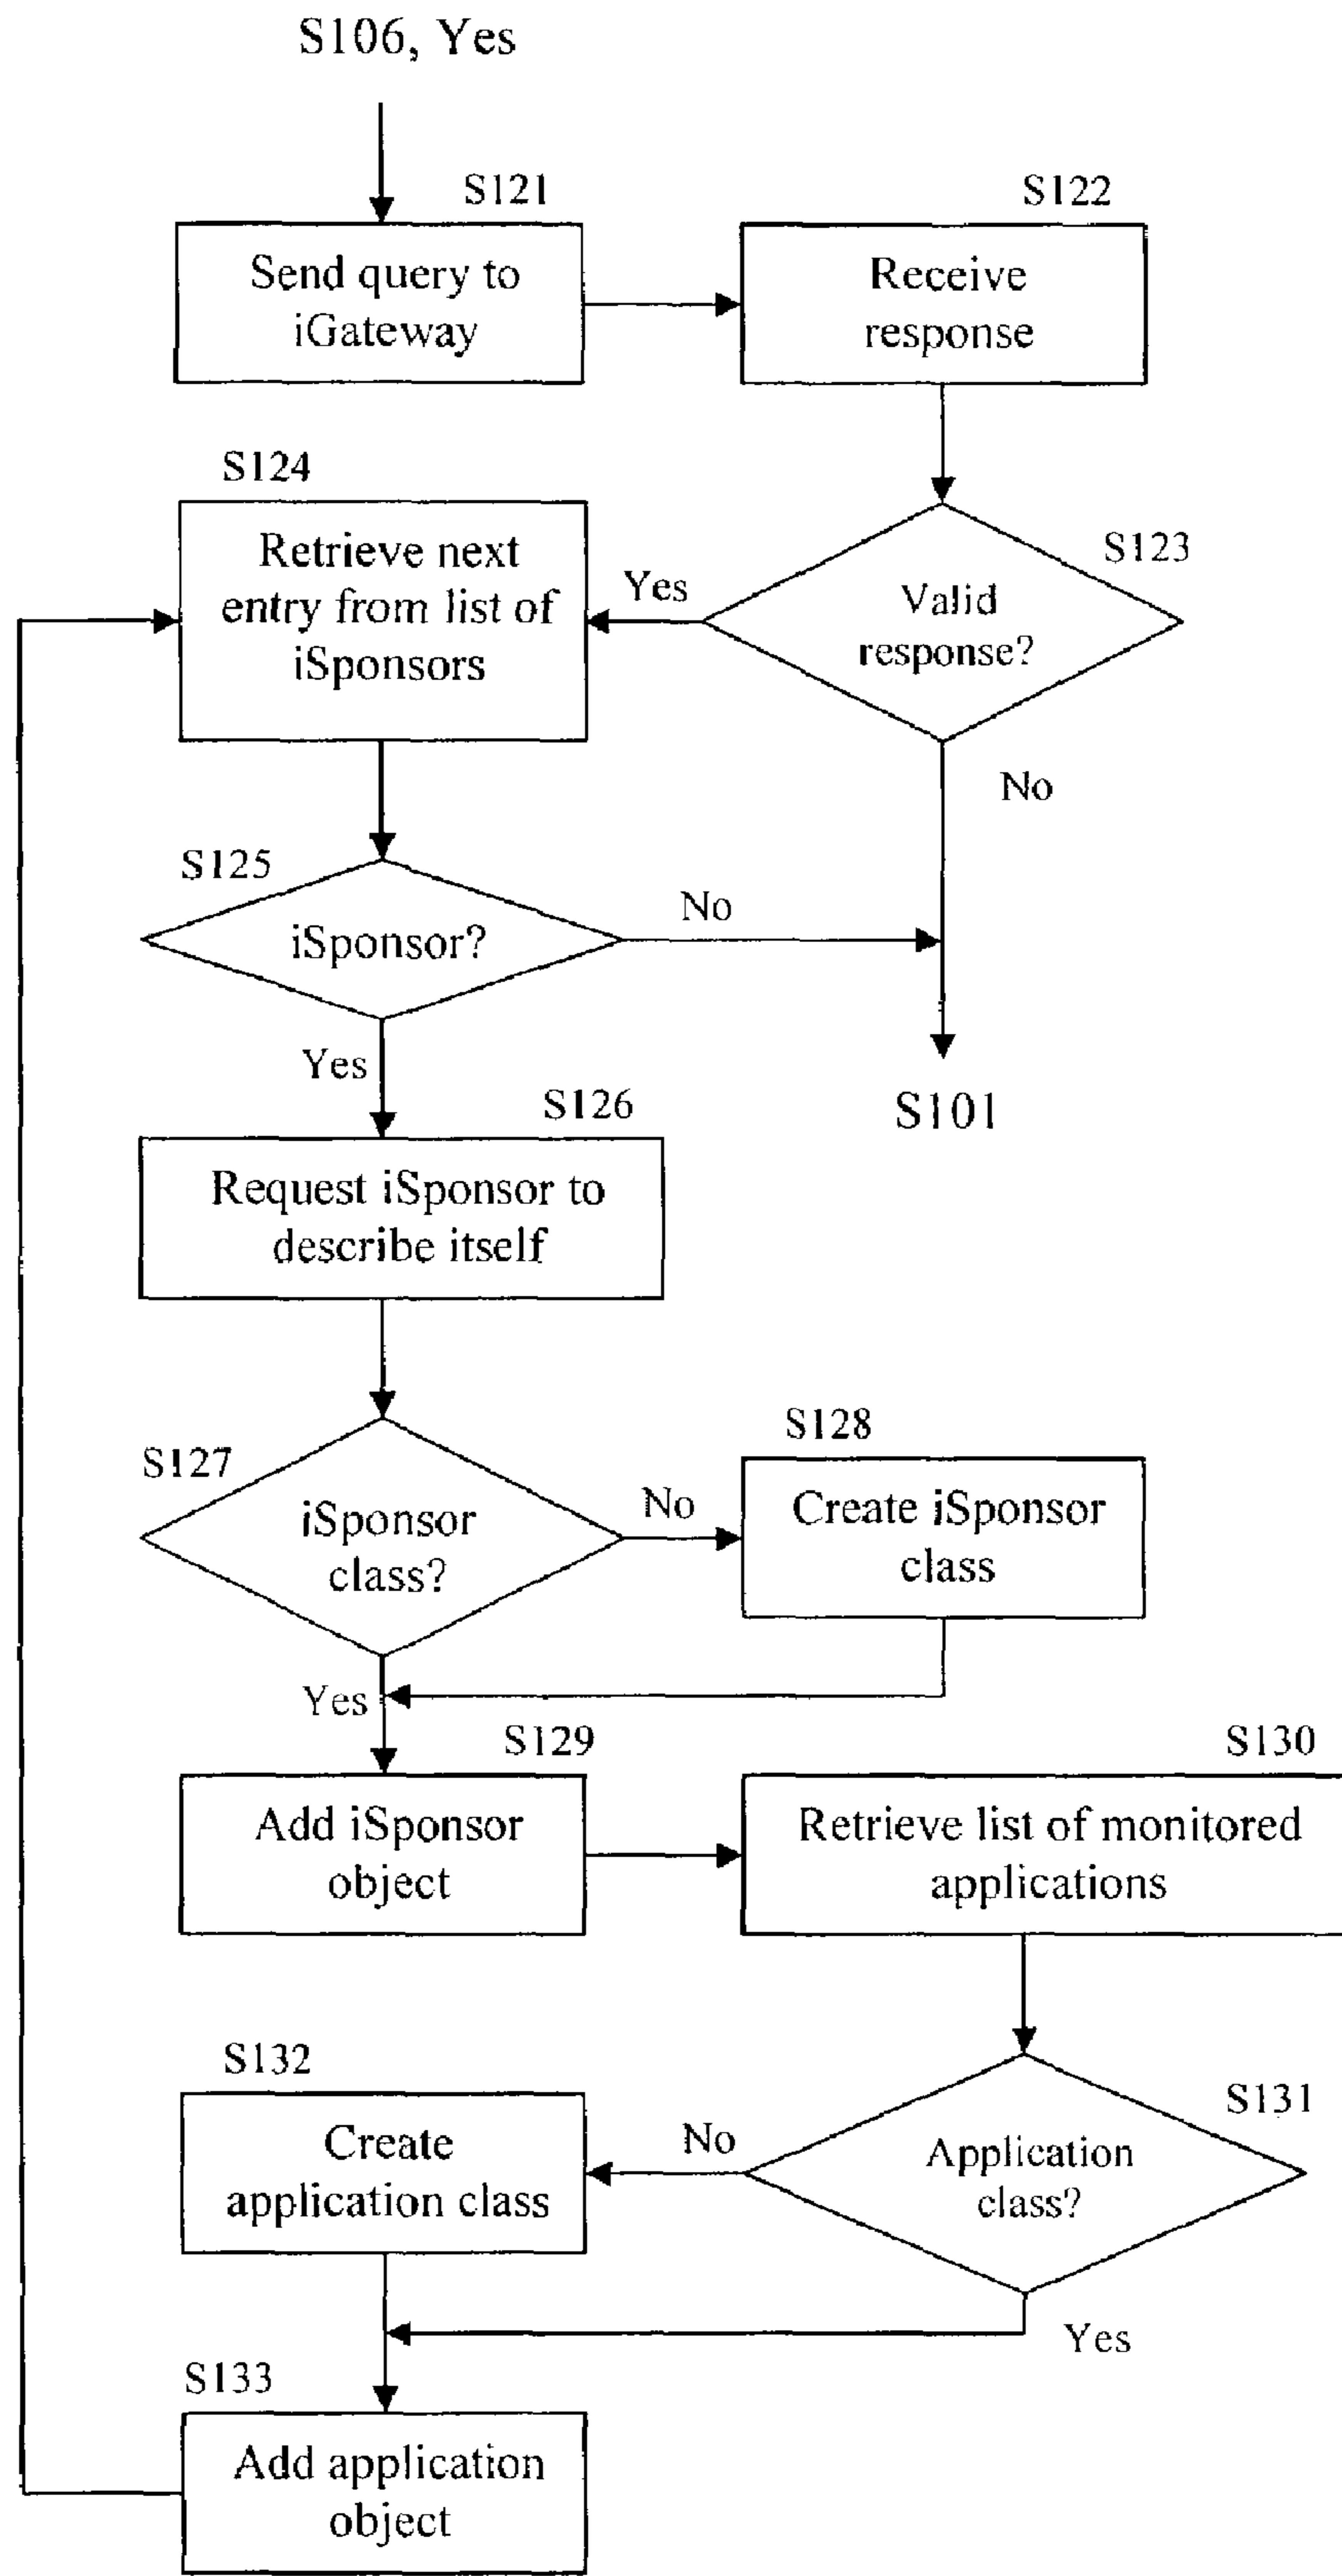 S106, Yes
S121
Send query to
iGateway
S122
Receive
response
S123
Valid
response?
Yes
No
S124
Retrieve next
entry from list of
iSponsors
S125
iSponsor?
No
Yes
S101
S126
Request iSponsor to
describe itself
S127
iSponsor
class?
No
S128
Create iSponsor
class
Yes
S129
Add iSponsor
object
S130
Retrieve list of monitored
applications
S131
Application
class?
No
Yes
S132
Create
application class
S133
Add application
object